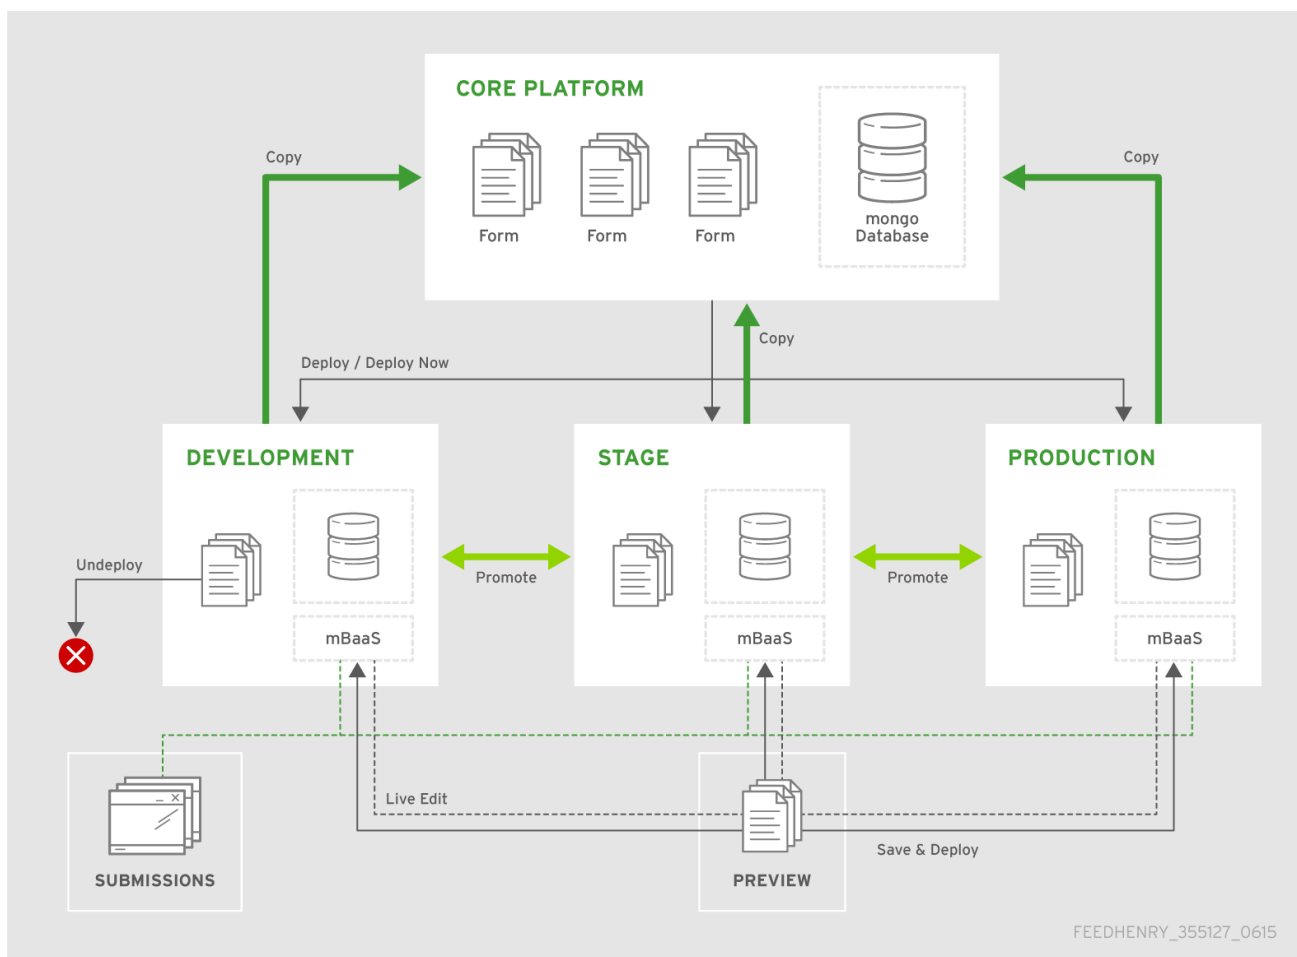 CORE PLATFORM
Copy
Copy
Form
Form
Form
mongo
Database
Copy
Deploy / Deploy Now
DEVELOPMENT
STAGE
PRODUCTION
Undeploy
Promote
Promote
mBaaS
mBaaS
mBaaS
Live Edit
Save & Deploy
SUBMISSIONS
PREVIEW
FEEDHENRY_355127_0615